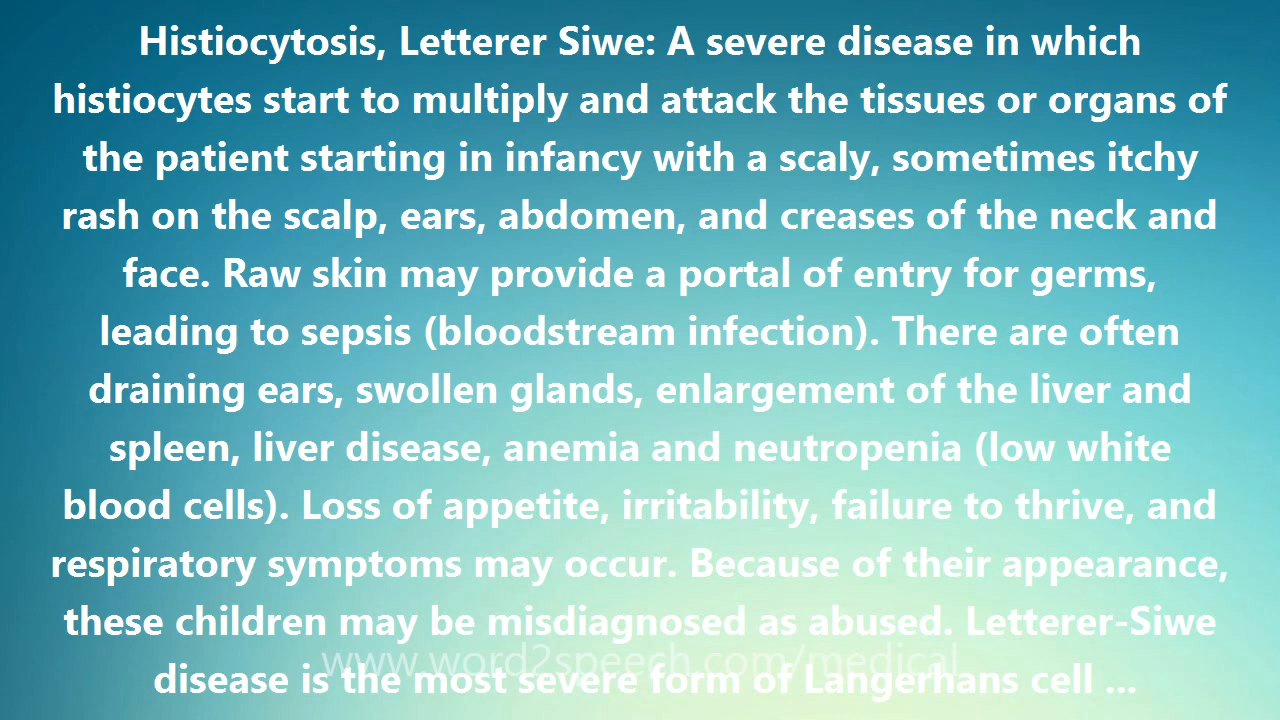 Histiocytosis, Letterer Siwe: A severe disease in which
histiocytes start to multiply and attack the tissues or organs of
the patient starting in infancy with a scaly, sometimes itchy
rash on the scalp, ears, abdomen, and creases of the neck and
face. Raw skin may provide a portal of entry for germs,
leading to sepsis (bloodstream infection). There are often
draining ears, swollen glands, enlargement of the liver and
spleen, liver disease, anemia and neutropenia (low white
blood cells). Loss of appetite, irritability, failure to thrive, and
respiratory symptoms may occur. Because of their appearance,
these children may be misdiagnosed as abused. Letterer-Siwe
www.word2speech.com/medical
disease is the most severe form of Langerhans cell ...